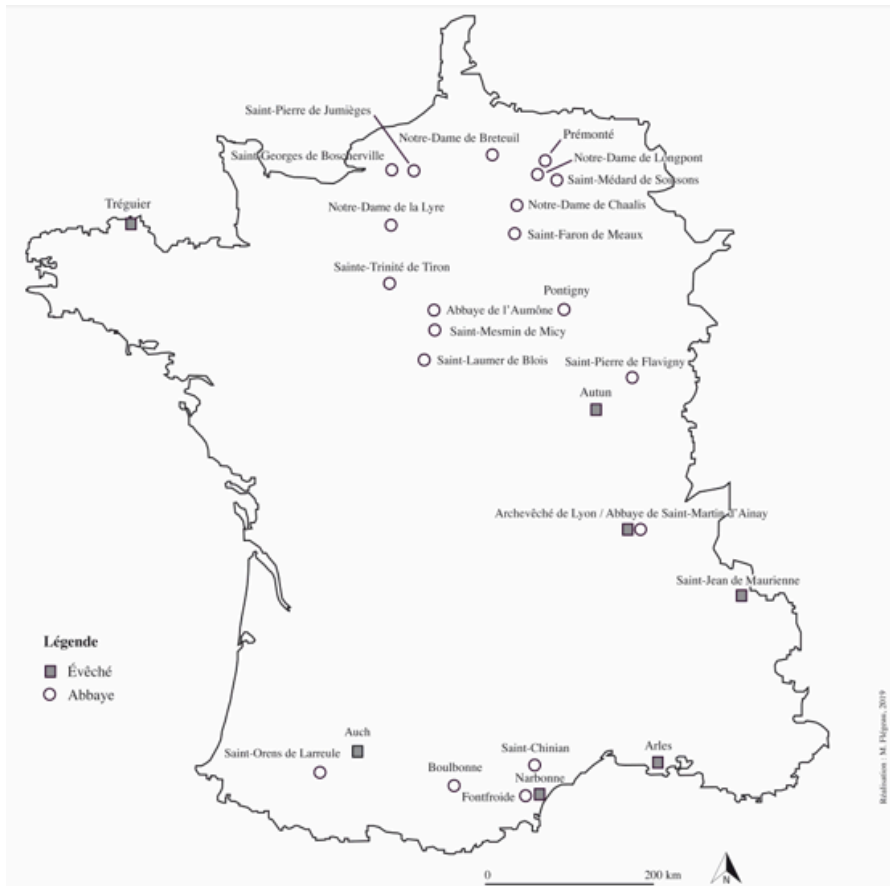 Saint-Pierre de Jumièges
Notre-Dame de Breteuil
Prémonté
Saint-Georges de Boscherville
Notre-Dame de Longpont
Saint-Médard de Soissons
Tréguier
Notre-Dame de la Lyre
Notre-Dame de Chaalis
Saint-Faron de Meaux
Sainte-Trinité de Tiron
Pontigny
Abbaye de l'Aumône
Saint-Mesmin de Micy
Saint-Laumer de Blois
Saint-Pierre de Flavigny
Autun
Archevêché de Lyon / Abbaye de Saint-Martin d'Ainay
Saint-Jean de Maurienne
Légende
Évêché
Abbaye
Auch
Saint-Orens de Larreule
Saint-Chinian
Arles
Boulbonne
Narbonne
Fontfroide
0 200 km
N
Réalisation : M. Flégeau, 2019